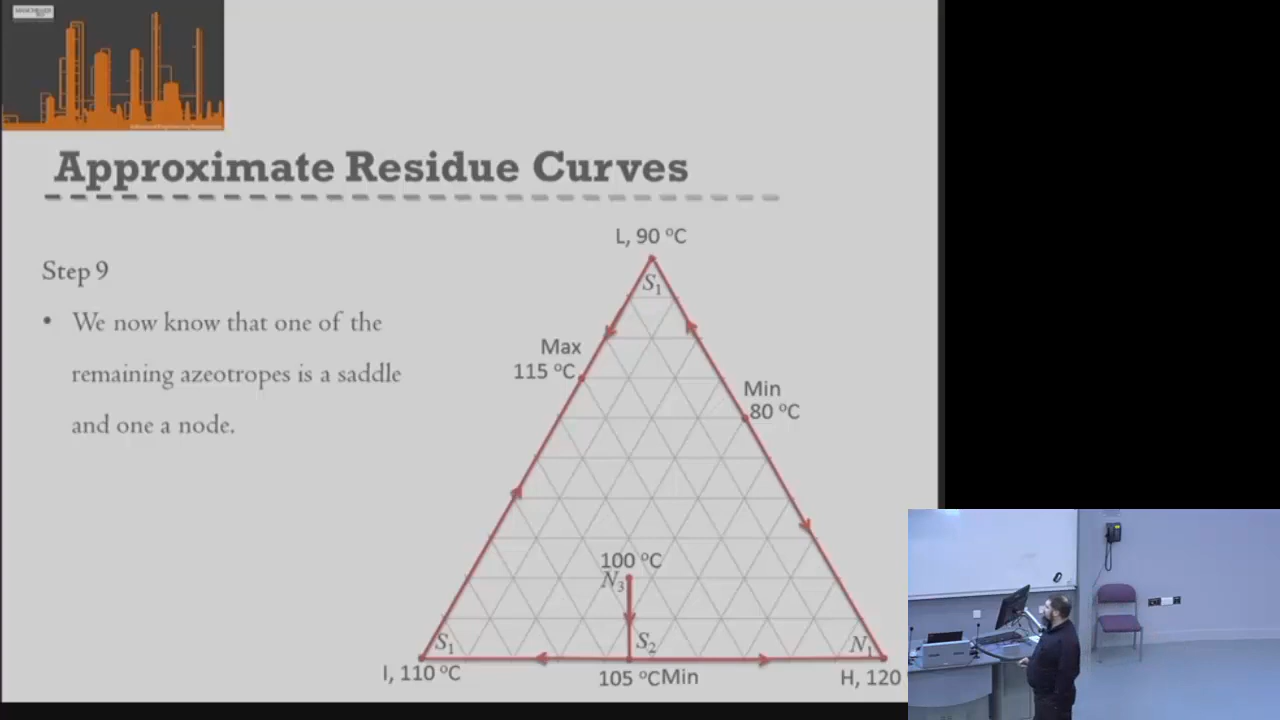 Approximate Residue Curves
Step 9
• We now know that one of the
remaining azeotropes is a saddle
and one a node.
L, 90 ºC
S1
Max
115 ºC
Min
80 ºC
100 ºC
N3
S1
S2
N1
I, 110 ºC
105 ºC Min
H, 120